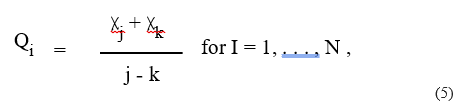 Qi = χj + χk / j - k for I = 1, . . . , N ,
(5)